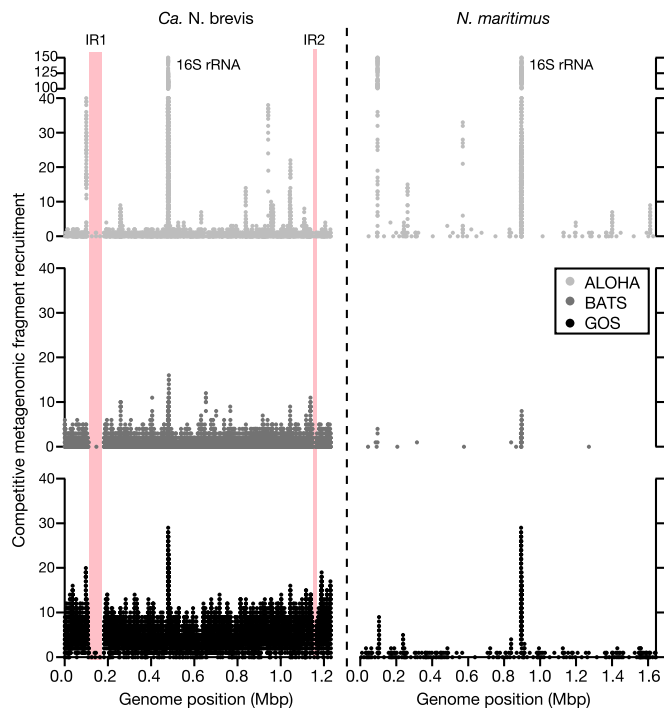 Ca. N. brevis
N. maritimus
IR1
IR2
150
125
100
16S rRNA
16S rRNA
40
30
20
10
0
40
30
20
10
0
40
30
20
10
0
Competitive metagenomic fragment recruitment
ALOHA
BATS
GOS
0.0 0.2 0.4 0.6 0.8 1.0 1.2
0.0 0.2 0.4 0.6 0.8 1.0 1.2 1.4 1.6
Genome position (Mbp)
Genome position (Mbp)